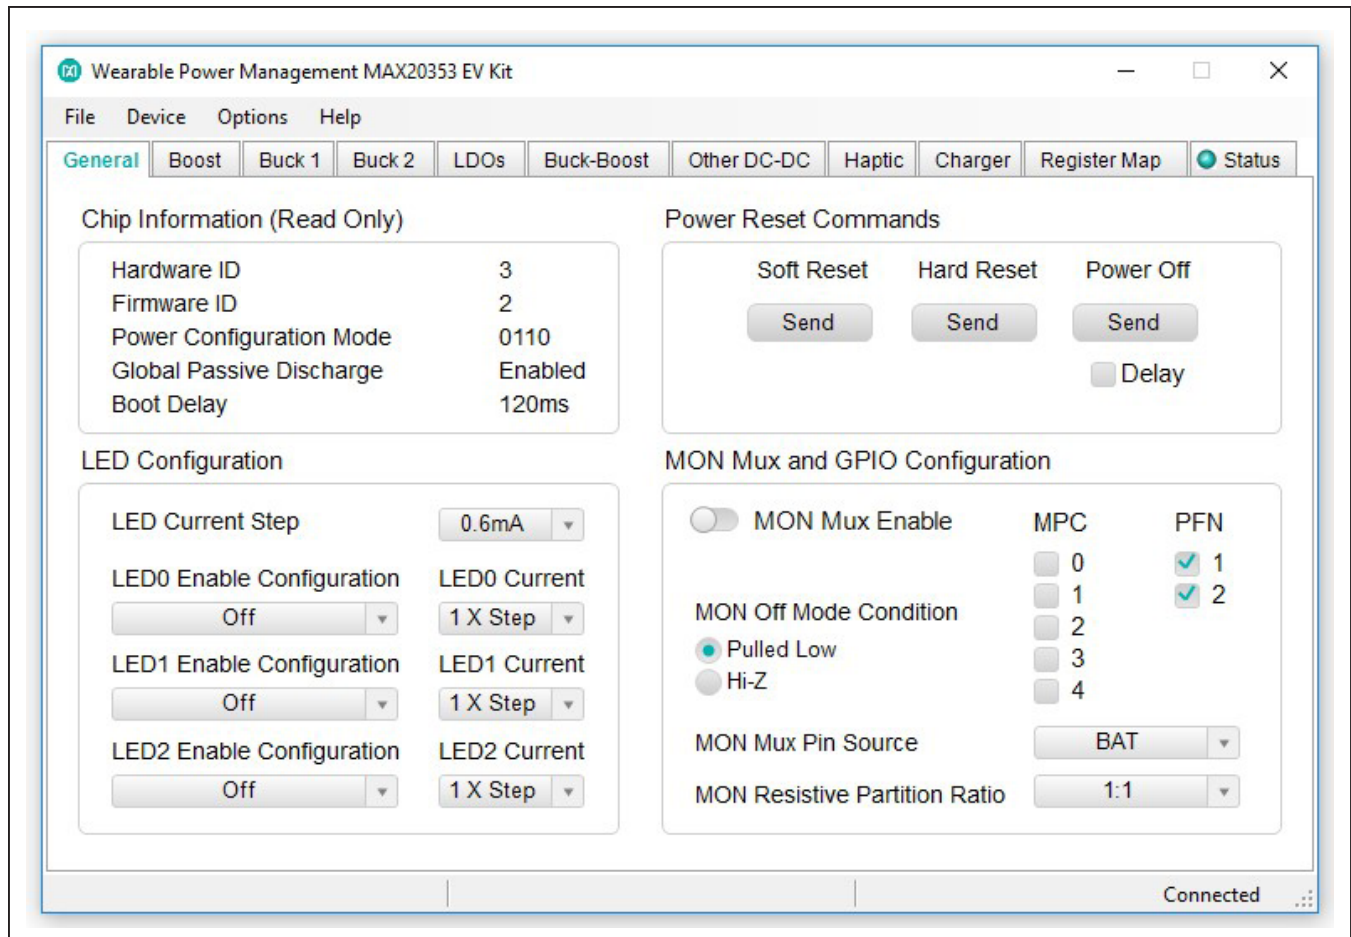 Wearable Power Management MAX20353 EV Kit
File Device Options Help
General Boost Buck 1 Buck 2 LDOs Buck-Boost Other DC-DC Haptic Charger Register Map Status
Chip Information (Read Only)
Hardware ID 3
Firmware ID 2
Power Configuration Mode 0110
Global Passive Discharge Enabled
Boot Delay 120ms
Power Reset Commands
Soft Reset Hard Reset Power Off
Send Send Send
Delay
LED Configuration
LED Current Step 0.6mA
LED0 Enable Configuration LED0 Current
Off 1 X Step
LED1 Enable Configuration LED1 Current
Off 1 X Step
LED2 Enable Configuration LED2 Current
Off 1 X Step
MON Mux and GPIO Configuration
MON Mux Enable MPC PFN
0 1
1 2
MON Off Mode Condition
2
Pulled Low 3
Hi-Z 4
MON Mux Pin Source BAT
MON Resistive Partition Ratio 1:1
Connected